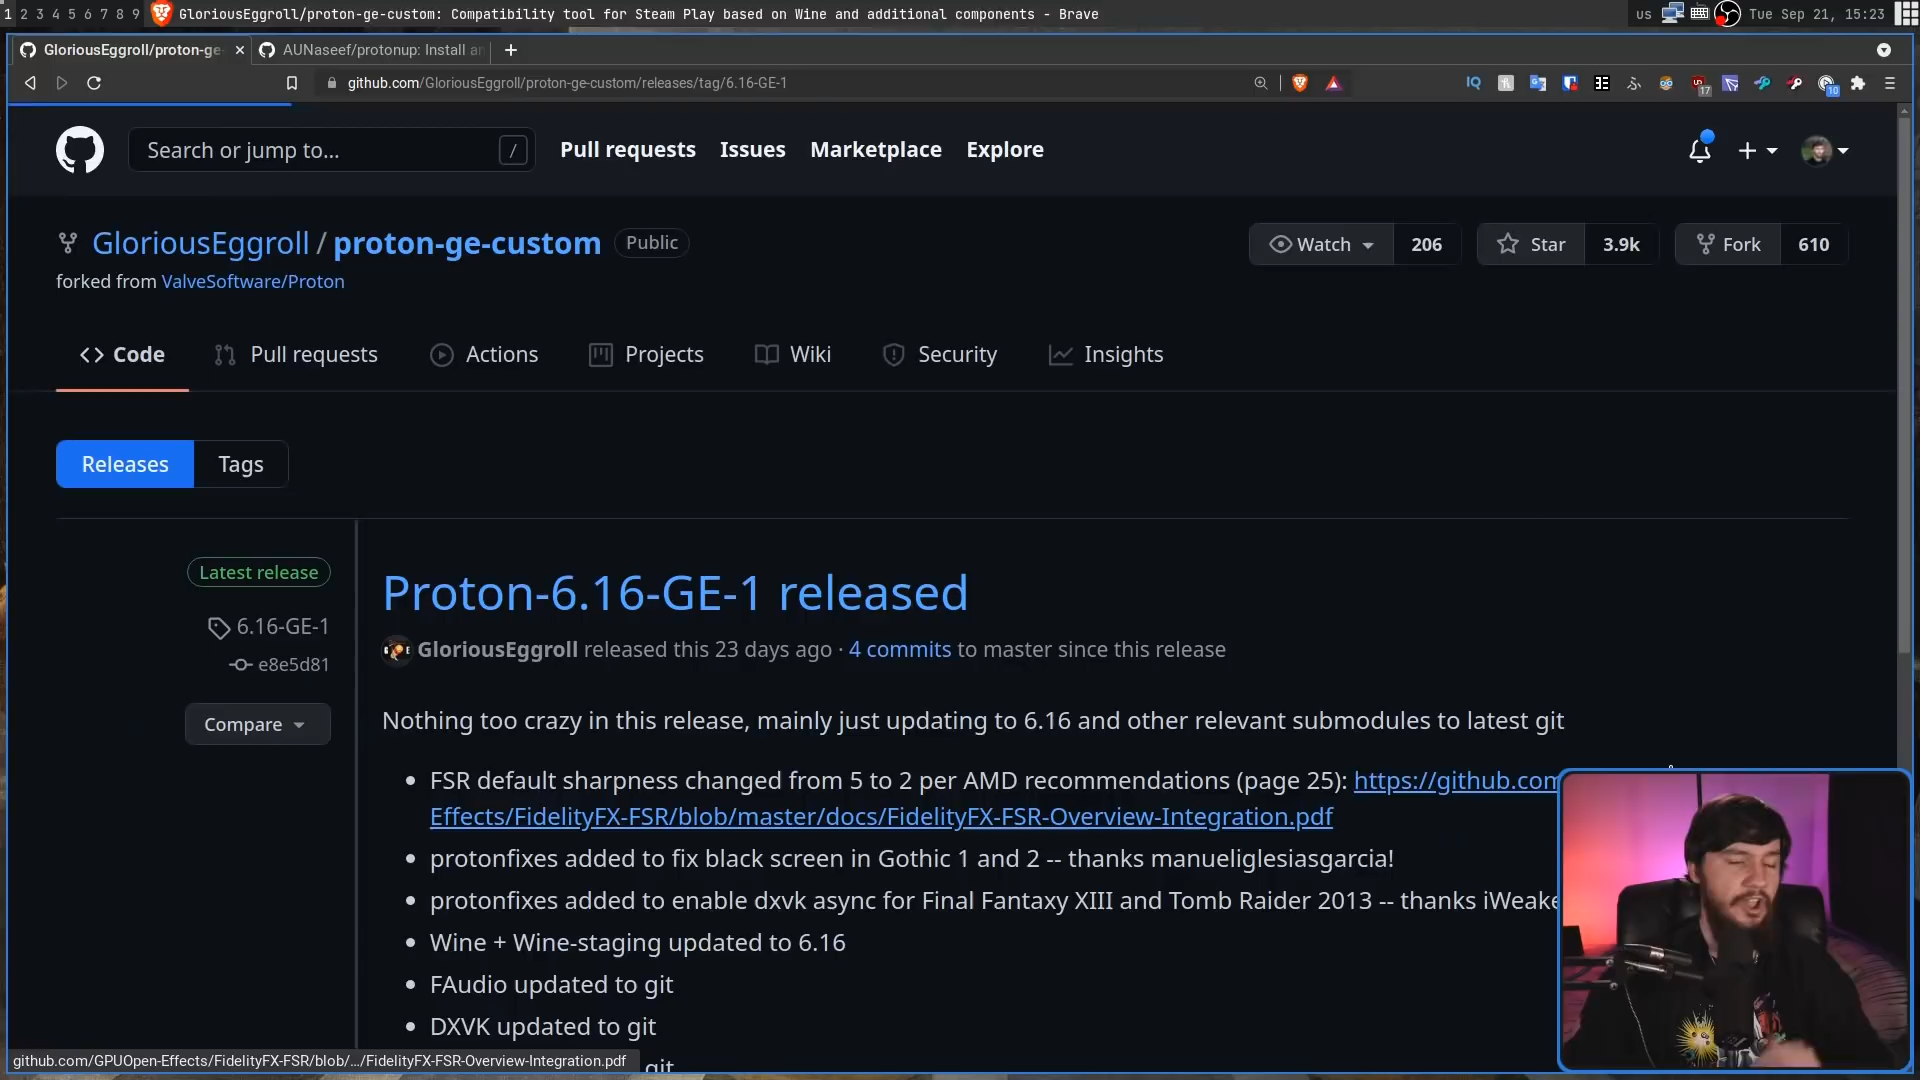 1 2 3 4 5 6 7 8 9 GloriousEggroll/proton-ge-custom: Compatibility tool for Steam Play based on Wine and additional components - Brave
us Tue Sep 21, 15:23
GloriousEggroll/proton-ge AUNaseef/protonup: Install an
github.com/GloriousEggroll/proton-ge-custom/releases/tag/6.16-GE-1
IQ 17 10
Search or jump to... / Pull requests Issues Marketplace Explore
GloriousEggroll / proton-ge-custom Public
Watch 206 Star 3.9k Fork 610
forked from ValveSoftware/Proton
Code Pull requests Actions Projects Wiki Security Insights
Releases Tags
Latest release
6.16-GE-1
e8e5d81
Compare
Proton-6.16-GE-1 released
GloriousEggroll released this 23 days ago · 4 commits to master since this release
Nothing too crazy in this release, mainly just updating to 6.16 and other relevant submodules to latest git
• FSR default sharpness changed from 5 to 2 per AMD recommendations (page 25): https://github.com
Effects/FidelityFX-FSR/blob/master/docs/FidelityFX-FSR-Overview-Integration.pdf
• protonfixes added to fix black screen in Gothic 1 and 2 -- thanks manueliglesiasgarcia!
• protonfixes added to enable dxvk async for Final Fantaxy XIII and Tomb Raider 2013 -- thanks iWeake
• Wine + Wine-staging updated to 6.16
• FAudio updated to git
• DXVK updated to git
git
github.com/GPUOpen-Effects/FidelityFX-FSR/blob/…/FidelityFX-FSR-Overview-Integration.pdf